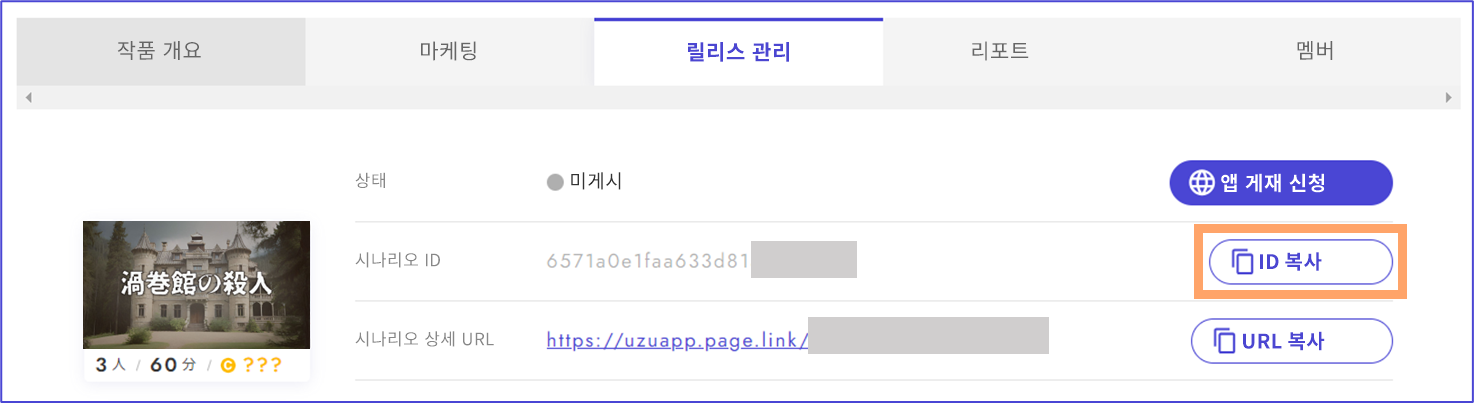 작품 개요
마케팅
릴리스 관리
리포트
멤버
상태
미게시
앱 게재 신청
시나리오 ID
6571a0e1faa633d81
ID 복사
渦巻館の殺人
시나리오 상세 URL
https://uzuapp.page.link/
URL 복사
3人 / 60分 / C ???